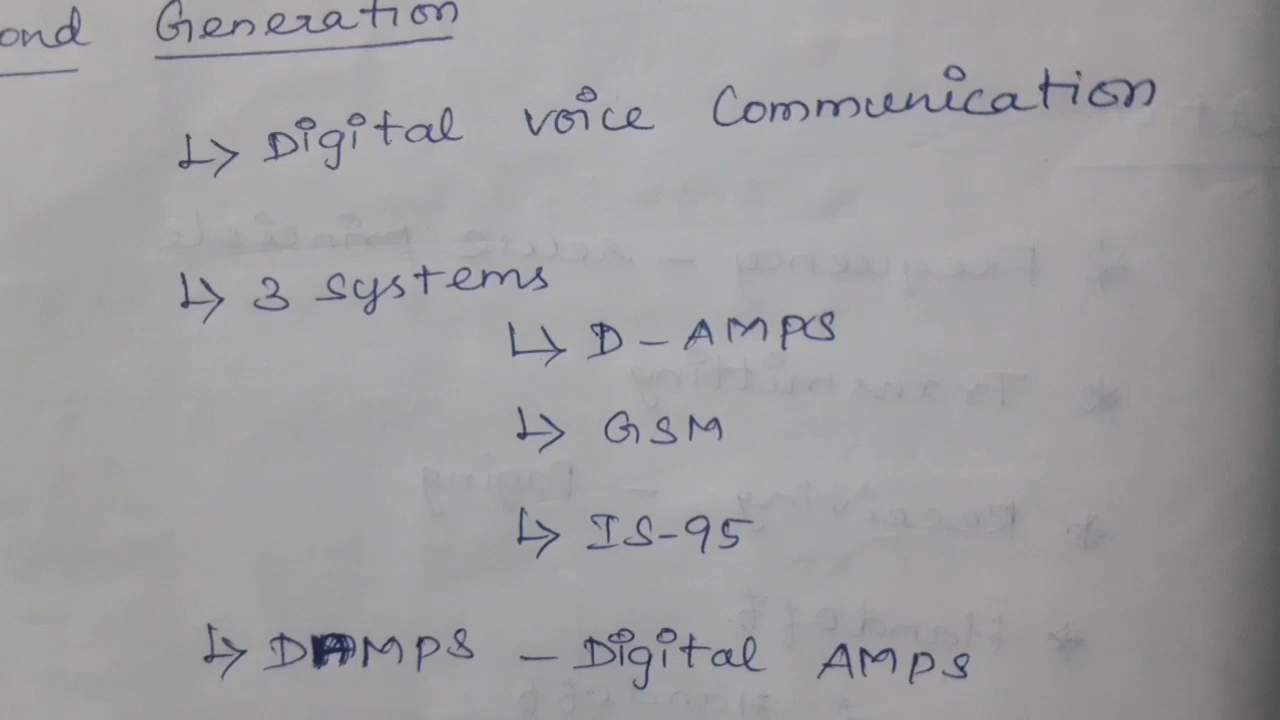 ond Generation
↳ Digital voice Communication
↳ 3 systems
↳ D - AMPS
↳ GSM
↳ IS-95
↳ DAMPS - Digital AMPS